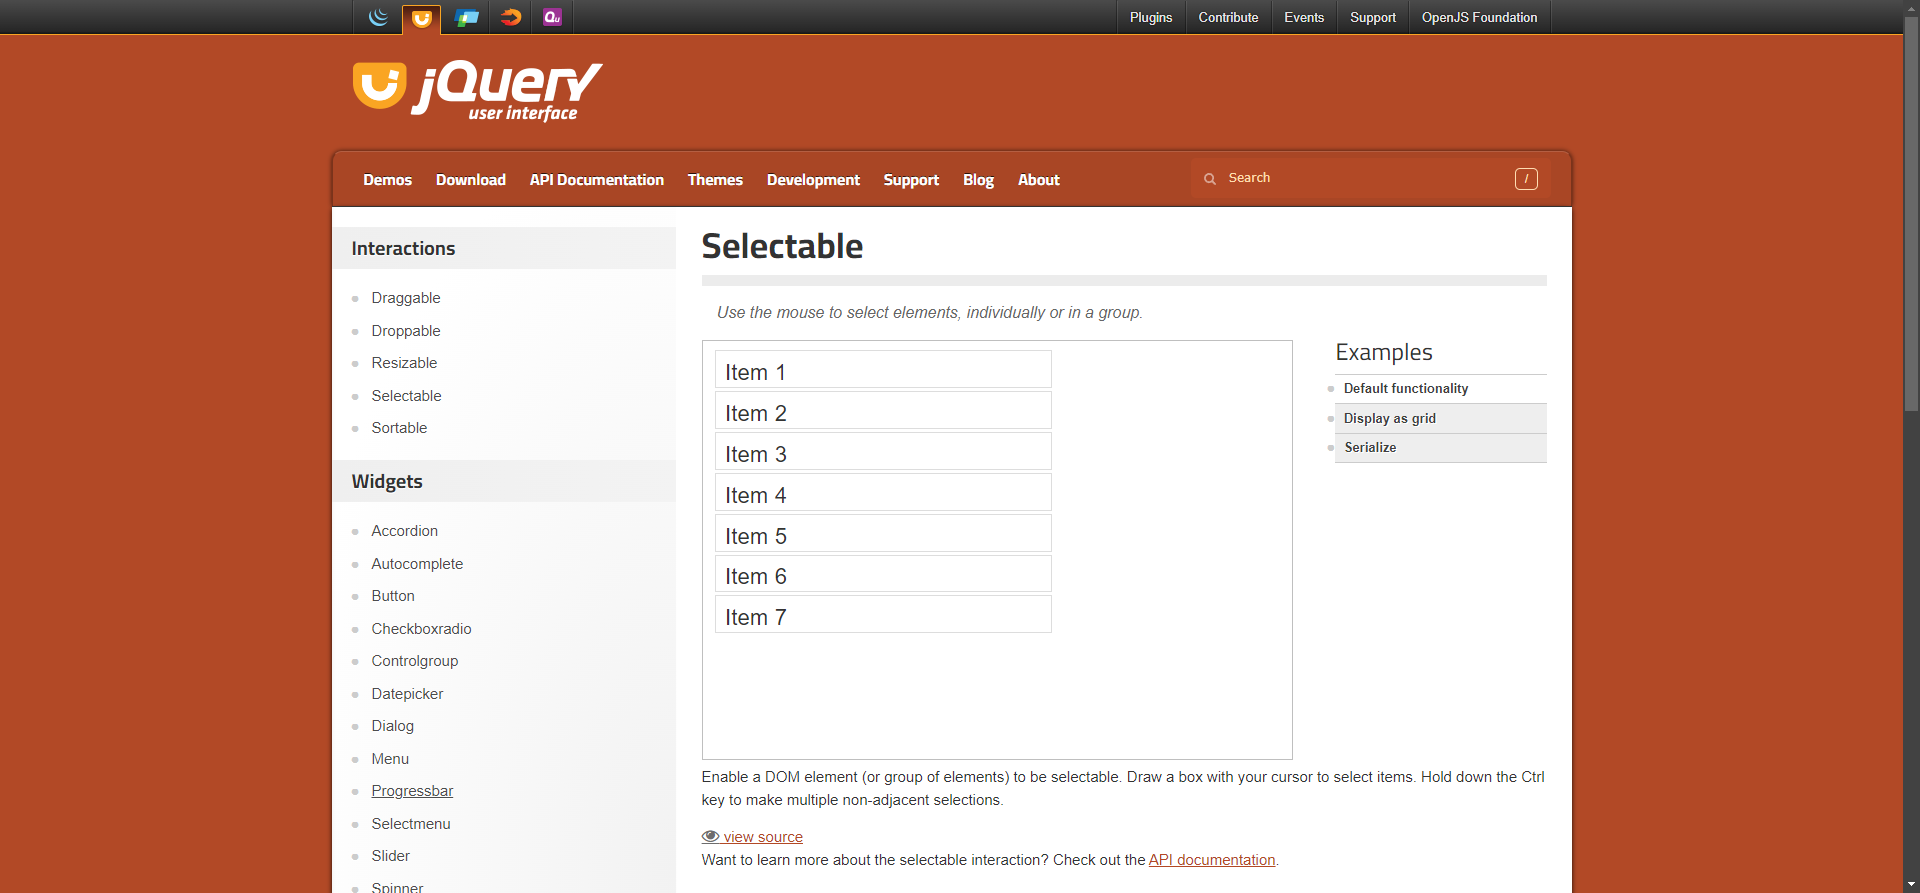 Plugins Contribute Events Support OpenJS Foundation
Qu
jQuery
user interface
Demos Download API Documentation Themes Development Support Blog About Search /
Interactions
Draggable
Droppable
Resizable
Selectable
Sortable
Widgets
Accordion
Autocomplete
Button
Checkboxradio
Controlgroup
Datepicker
Dialog
Menu
Progressbar
Selectmenu
Slider
Spinner
Selectable
Use the mouse to select elements, individually or in a group.
Item 1
Item 2
Item 3
Item 4
Item 5
Item 6
Item 7
Examples
Default functionality
Display as grid
Serialize
Enable a DOM element (or group of elements) to be selectable. Draw a box with your cursor to select items. Hold down the Ctrl
key to make multiple non-adjacent selections.
view source
Want to learn more about the selectable interaction? Check out the API documentation.